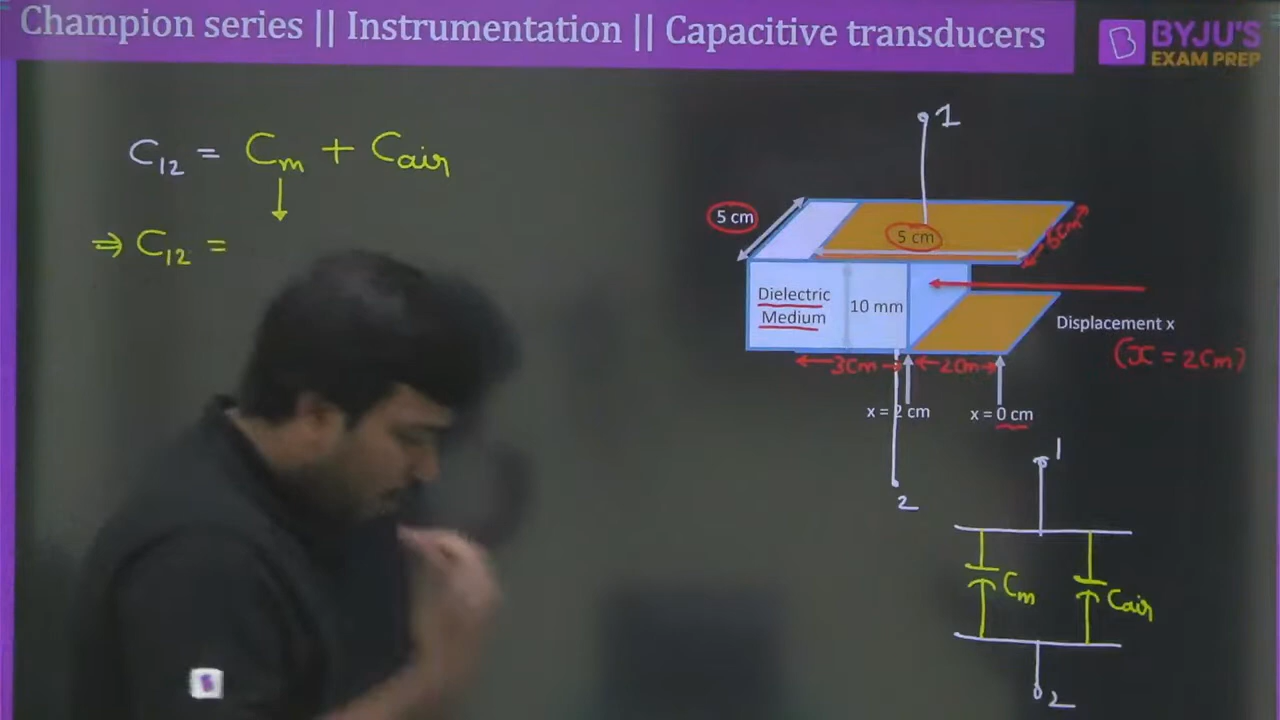 Champion series || Instrumentation || Capacitive transducers
BYJU'S
EXAM PREP
C12 = Cm + Cair
⇒ C12 =
1
5 cm
5 cm
6cm
Dielectric
Medium
10 mm
Displacement x
(x = 2cm)
3cm
2cm
x = 2 cm
x = 0 cm
2
1
Cm
Cair
2